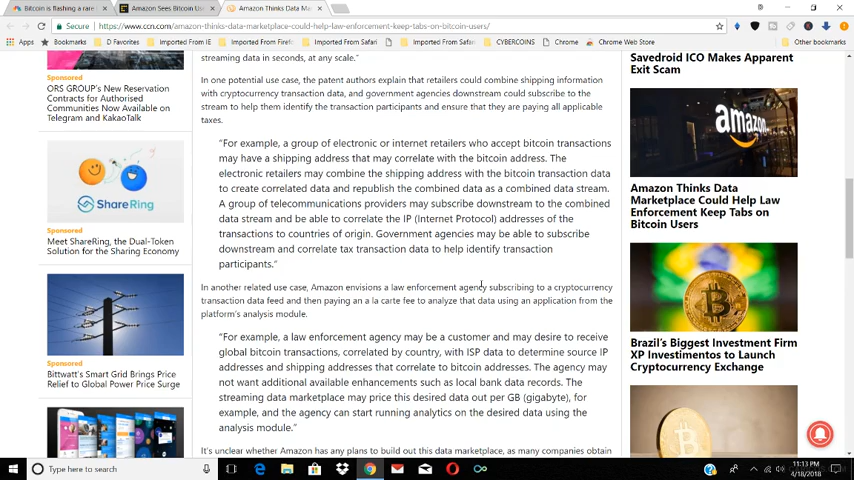 Bitcoin is flashing a rare
Amazon Sees Bitcoin Us
Amazon Thinks Data Mar
Secure
https://www.ccn.com/amazon-thinks-data-marketplace-could-help-law-enforcement-keep-tabs-on-bitcoin-users/
Apps Bookmarks D Favorites Imported From IE Imported From Safari Imported From IE Imported From Safari CYBERCOINS Chrome Chrome Web Store Other bookmarks
Sponsored
ORS GROUP's New Reservation
Contracts for Authorised
Communities Now Available on
Telegram and KakaoTalk
ShareRing
Sponsored
Meet ShareRing, the Dual-Token
Solution for the Sharing Economy
Sponsored
Bittwatt's Smart Grid Brings Price
Relief to Global Power Price Surge
streaming data in seconds, at any scale."
In one potential use case, the patent authors explain that retailers could combine shipping information
with cryptocurrency transaction data, and government agencies downstream could subscribe to the
stream to help them identify the transaction participants and ensure that they are paying all applicable
taxes.
"For example, a group of electronic or internet retailers who accept bitcoin transactions
may have a shipping address that may correlate with the bitcoin address. The
electronic retailers may combine the shipping address with the bitcoin transaction data
to create correlated data and republish the combined data as a combined data stream.
A group of telecommunications providers may subscribe downstream to the combined
data stream and be able to correlate the IP (Internet Protocol) addresses of the
transactions to countries of origin. Government agencies may be able to subscribe
downstream and correlate tax transaction data to help identify transaction
participants."
In another related use case, Amazon envisions a law enforcement agency subscribing to a cryptocurrency
transaction data feed and then paying an a la carte fee to analyze that data using an application from the
platform's analysis module.
"For example, a law enforcement agency may be a customer and may desire to receive
global bitcoin transactions, correlated by country, with ISP data to determine source IP
addresses and shipping addresses that correlate to bitcoin addresses. The agency may
not want additional available enhancements such as local bank data records. The
streaming data marketplace may price this desired data out per GB (gigabyte), for
example, and the agency can start running analytics on the desired data using the
analysis module."
It's unclear whether Amazon has any plans to build out this data marketplace, as many companies obtain
Savedroid ICO Makes Apparent
Exit Scam
amazon
Amazon Thinks Data
Marketplace Could Help Law
Enforcement Keep Tabs on
Bitcoin Users
Brazil's Biggest Investment Firm
XP Investimentos to Launch
Cryptocurrency Exchange
Type here to search
11:13 PM
4/18/2018